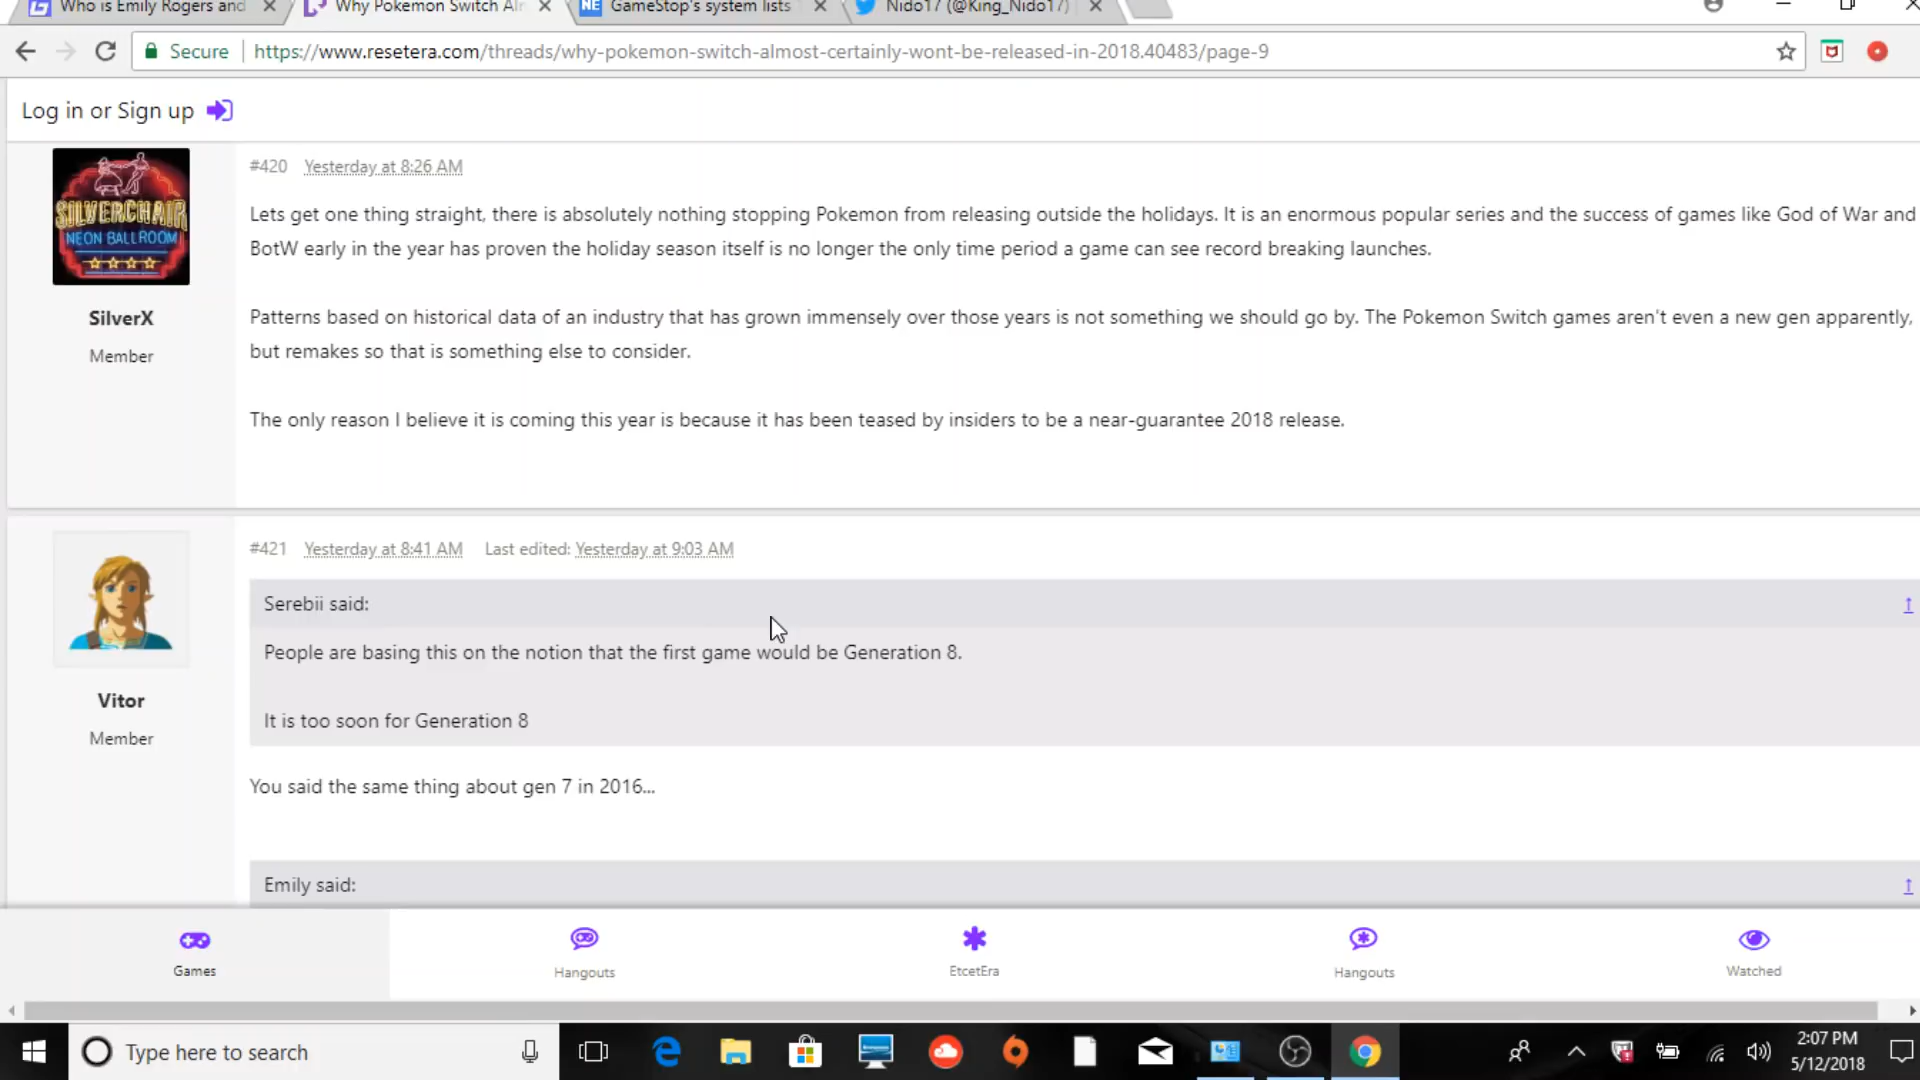 Who is Emily Rogers and
Why Pokemon Switch Al
NE GameStop's system lists
Nido17 (@King_Nido17)
Secure https://www.resetera.com/threads/why-pokemon-switch-almost-certainly-wont-be-released-in-2018.40483/page-9
Log in or Sign up
#420 Yesterday at 8:26 AM
SILVERCHAIR
NEON BALLROOM
SilverX
Member
Lets get one thing straight, there is absolutely nothing stopping Pokemon from releasing outside the holidays. It is an enormous popular series and the success of games like God of War and
BotW early in the year has proven the holiday season itself is no longer the only time period a game can see record breaking launches.
Patterns based on historical data of an industry that has grown immensely over those years is not something we should go by. The Pokemon Switch games aren't even a new gen apparently,
but remakes so that is something else to consider.
The only reason I believe it is coming this year is because it has been teased by insiders to be a near-guarantee 2018 release.
#421 Yesterday at 8:41 AM Last edited: Yesterday at 9:03 AM
Vitor
Member
Serebii said: ↑
People are basing this on the notion that the first game would be Generation 8.
It is too soon for Generation 8
You said the same thing about gen 7 in 2016...
Emily said: ↑
Games
Hangouts
EtcetEra
Hangouts
Watched
Type here to search
2:07 PM
5/12/2018